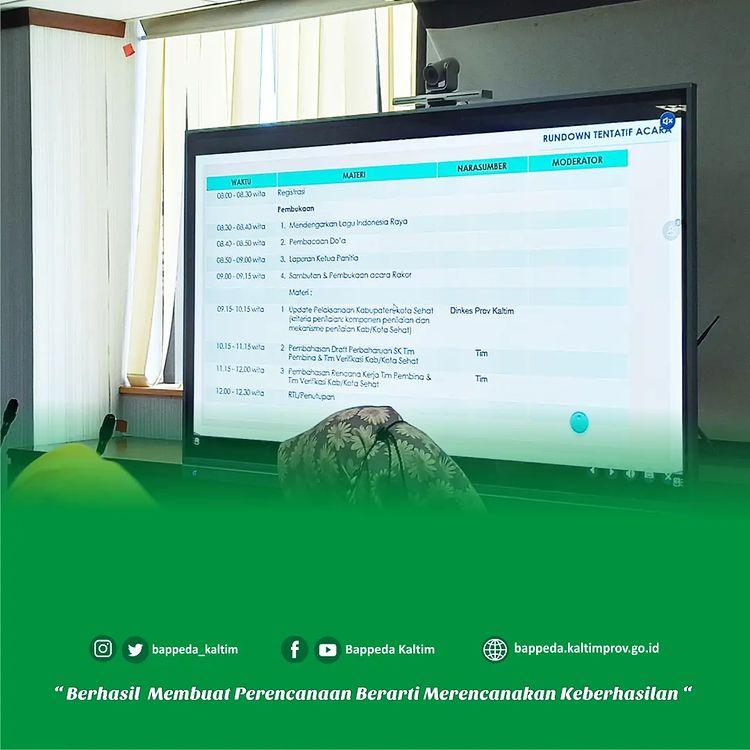 RUNDOWN TENTATIF ACARA
WAKTU MATERI NARASUMBER MODERATOR
08.00 - 08.30 wita Registrasi
Pembukaan
08.30 - 08.40 wita 1. Mendengarkan Lagu Indonesia Raya
08.40 - 08.50 wita 2. Pembacaan Do'a
08.50 - 09.00 wita 3. Laporan Ketua Panitia
09.00 - 09.15 wita 4. Sambutan & Pembukaan acara Rakor
Materi :
09.15- 10.15 wita 1 Update Pelaksanaan Kabupaten/kota Sehat Dinkes Prov Kaltim
(kriteria penilaian; komponen penilaian dan
mekanisme penilaian Kab/Kota Sehat)
10.15 - 11.15 wita 2 Pembahasan Draft Perbaharuan SK Tim Tim
Pembina & Tim Verifikasi Kab/Kota Sehat
11.15 - 12.00 wita 3 Pembahasan Rencana Kerja Tim Pembina & Tim
Tim Verifikasi Kab/Kota Sehat
12.00 - 12.30 wita RTL/Penutupan
bappeda_kaltim Bappeda Kaltim bappeda.kaltimprov.go.id
“ Berhasil Membuat Perencanaan Berarti Merencanakan Keberhasilan “